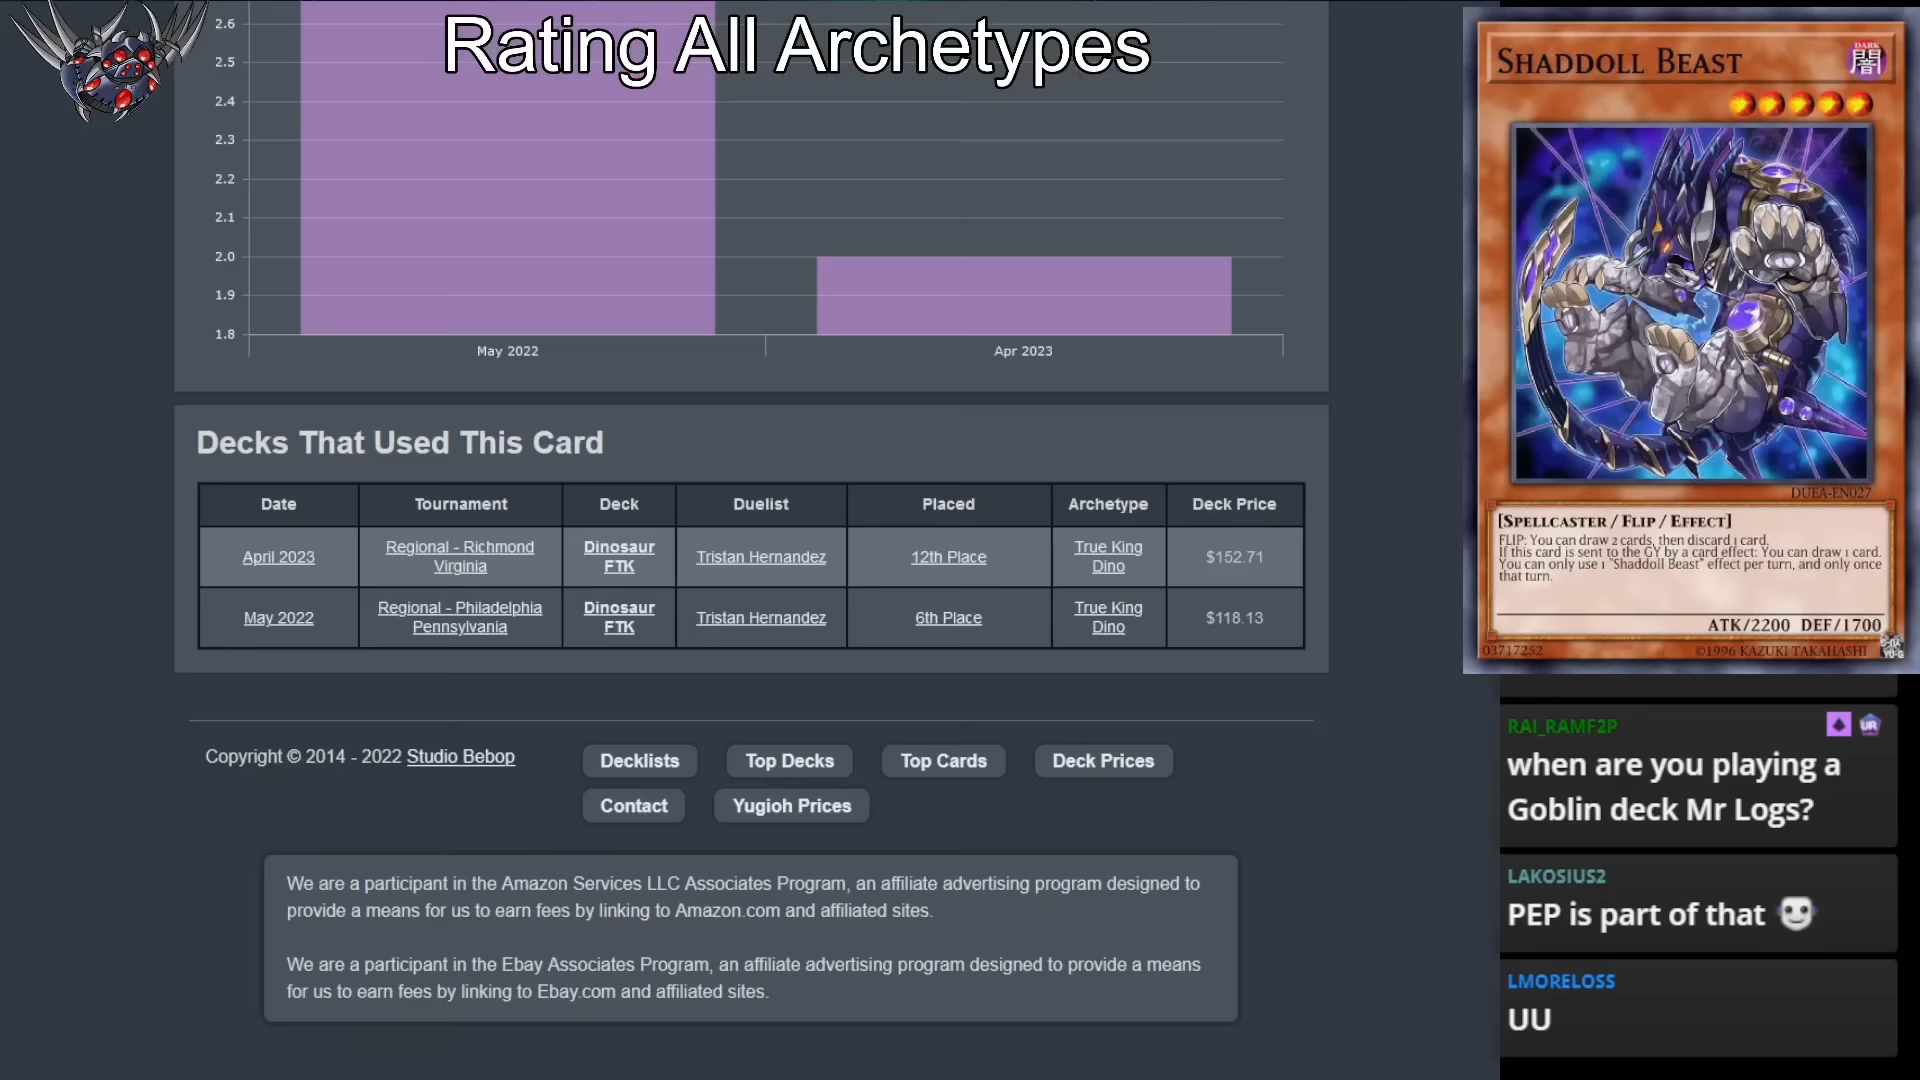 Rating All Archetypes
2.6
2.5
2.4
2.3
2.2
2.1
2.0
1.9
1.8
May 2022
Apr 2023
Decks That Used This Card
Date Tournament Deck Duelist Placed Archetype Deck Price
April 2023 Regional - Richmond Virginia Dinosaur FTK Tristan Hernandez 12th Place True King Dino $152.71
May 2022 Regional - Philadelphia Pennsylvania Dinosaur FTK Tristan Hernandez 6th Place True King Dino $118.13
Copyright © 2014 - 2022 Studio Bebop
Decklists Top Decks Top Cards Deck Prices
Contact Yugioh Prices
We are a participant in the Amazon Services LLC Associates Program, an affiliate advertising program designed to
provide a means for us to earn fees by linking to Amazon.com and affiliated sites.
We are a participant in the Ebay Associates Program, an affiliate advertising program designed to provide a means
for us to earn fees by linking to Ebay.com and affiliated sites.
SHADDOLL BEAST
DARK
闇
DUEA-EN027
[SPELLCASTER / FLIP / EFFECT]
FLIP: You can draw 2 cards, then discard 1 card.
If this card is sent to the GY by a card effect: You can draw 1 card.
You can only use 1 "Shaddoll Beast" effect per turn, and only once
that turn.
ATK/2200 DEF/1700
03717252 ©1996 KAZUKI TAKAHASHI
RAI_RAMF2P
UR
when are you playing a
Goblin deck Mr Logs?
LAKOSIUS2
PEP is part of that
LMORELOSS
UU